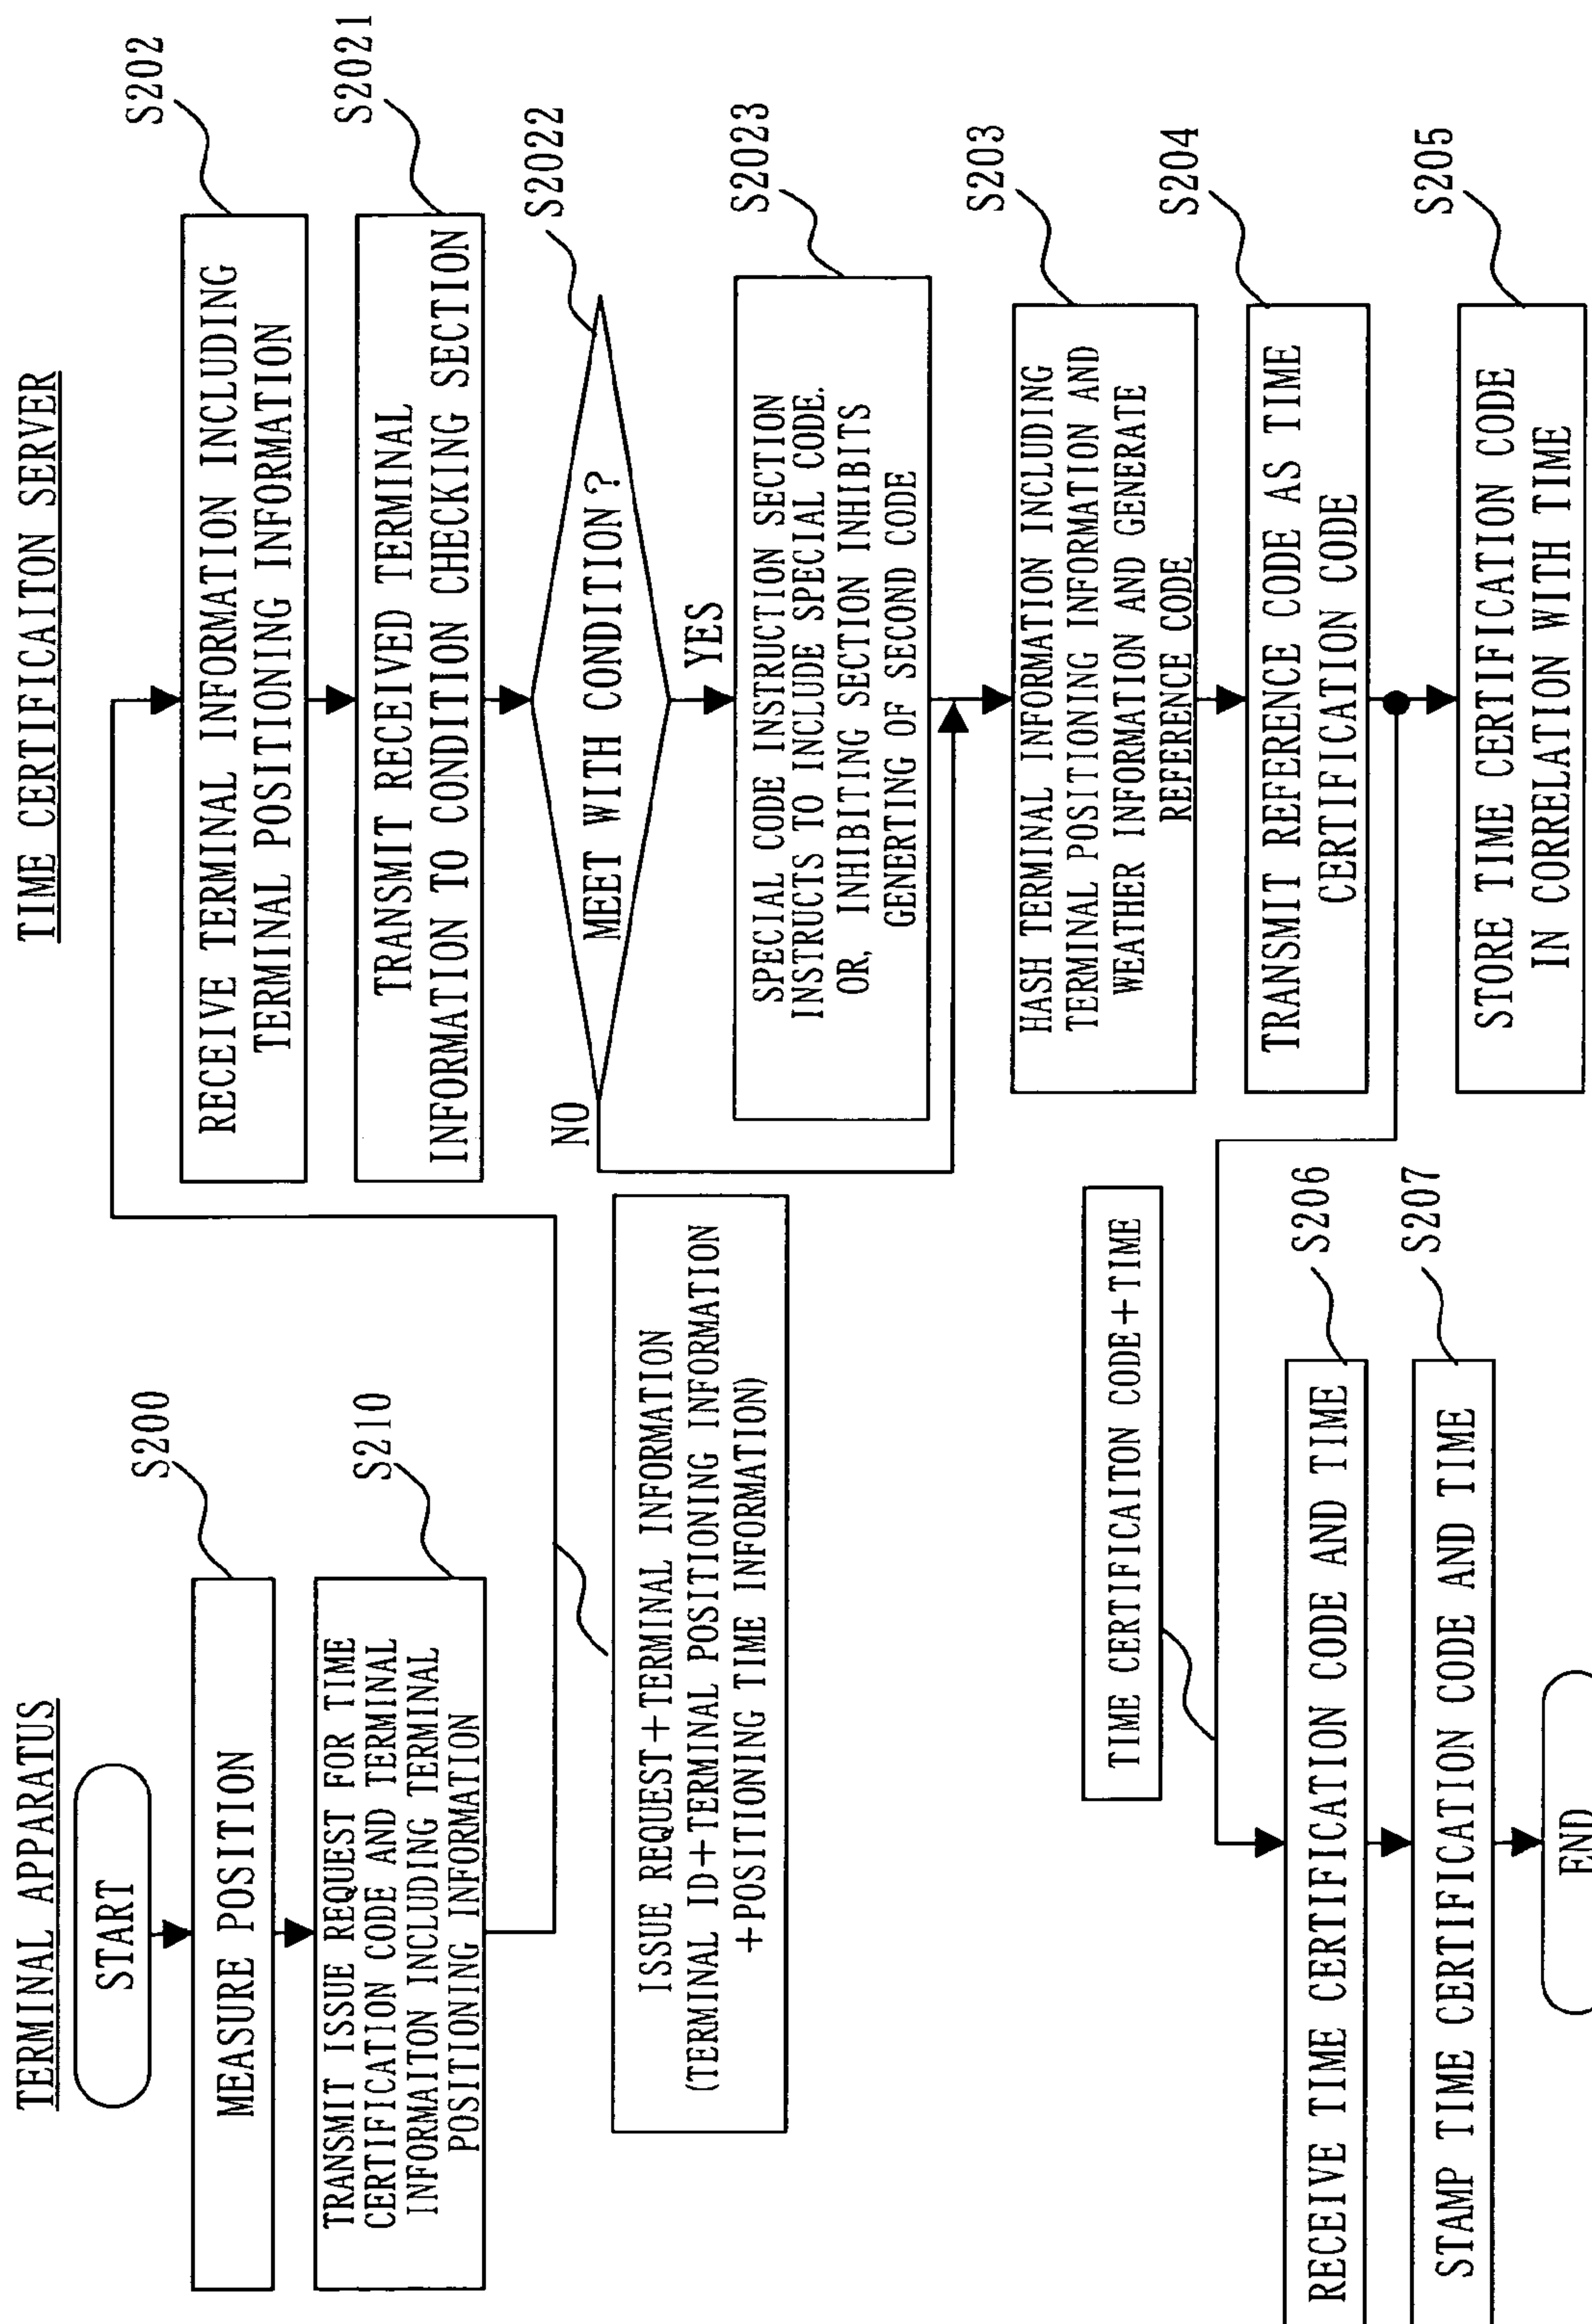 TERMINAL APPARATUS
START
MEASURE POSITION
S200
TRANSMIT ISSUE REQUEST FOR TIME
CERTIFICATION CODE AND TERMINAL
INFORMAITON INCLUDING TERMINAL
POSITIONING INFORMATION
S210
ISSUE REQUEST+TERMINAL INFORMATION
(TERMINAL ID+TERMINAL POSITIONING INFORMATION
+POSITIONING TIME INFORMATION)
TIME CERTIFICAITON SERVER
RECEIVE TERMINAL INFORMATION INCLUDING
TERMINAL POSITIONING INFORMATION
S202
TRANSMIT RECEIVED TERMINAL
INFORMATION TO CONDITION CHECKING SECTION
S2021
MEET WITH CONDITION?
S2022
NO
YES
SPECIAL CODE INSTRUCTION SECTION
INSTRUCTS TO INCLUDE SPECIAL CODE.
OR, INHIBITING SECTION INHIBITS
GENERTING OF SECOND CODE
S2023
HASH TERMINAL INFORMATION INCLUDING
TERMINAL POSITIONING INFORMATION AND
WEATHER INFORMATION AND GENERATE
REFERENCE CODE
S203
TRANSMIT REFERENCE CODE AS TIME
CERTIFICATION CODE
S204
STORE TIME CERTIFICATION CODE
IN CORRELATION WITH TIME
S205
TIME CERTIFICAITON CODE+TIME
RECEIVE TIME CERTIFICATION CODE AND TIME
S206
STAMP TIME CERTIFICATION CODE AND TIME
S207
END